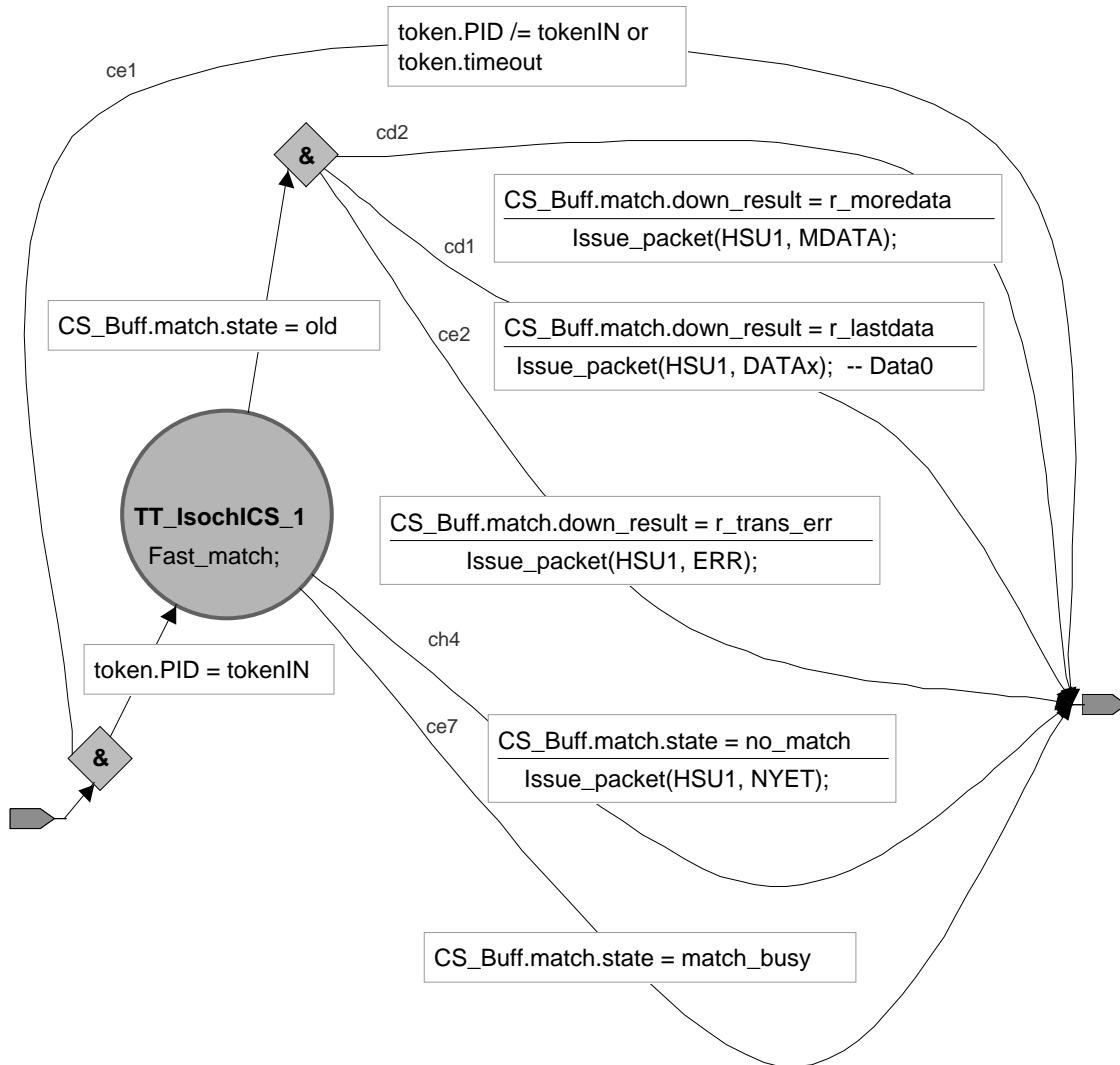 token.PID /= tokenIN or
token.timeout
ce1
cd2
&
CS_Buff.match.down_result = r_moredata
Issue_packet(HSU1, MDATA);
cd1
CS_Buff.match.state = old
ce2
CS_Buff.match.down_result = r_lastdata
Issue_packet(HSU1, DATAx);  -- Data0
TT_IsochICS_1
Fast_match;
CS_Buff.match.down_result = r_trans_err
Issue_packet(HSU1, ERR);
ch4
token.PID = tokenIN
ce7
CS_Buff.match.state = no_match
Issue_packet(HSU1, NYET);
&
CS_Buff.match.state = match_busy